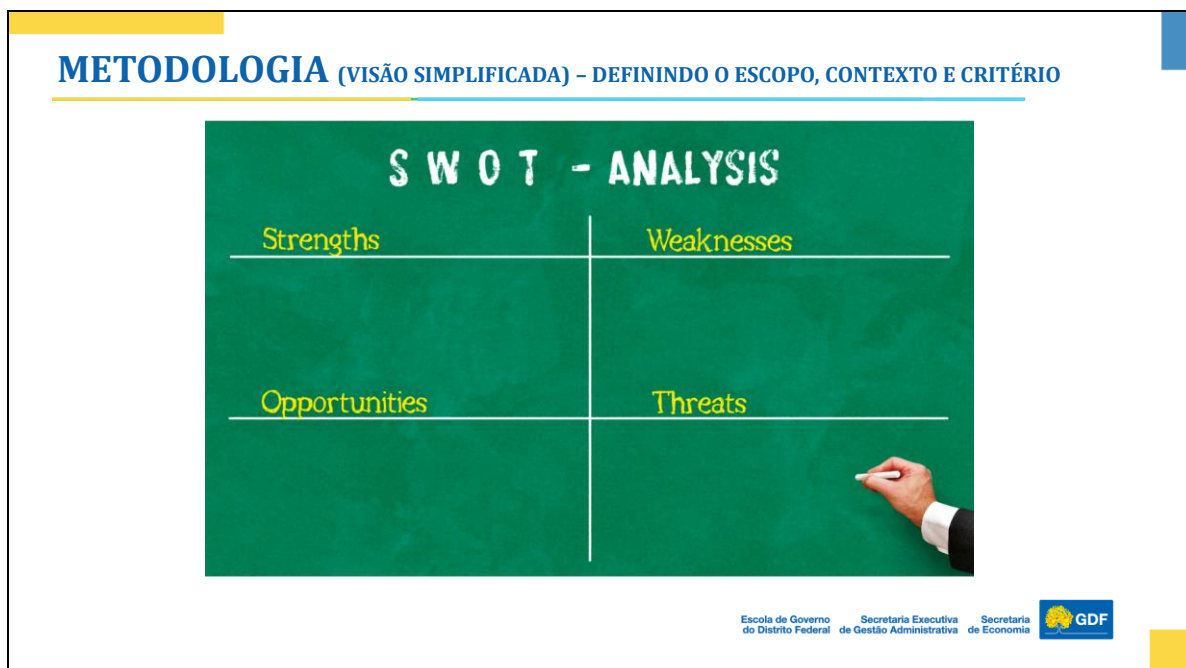 METODOLOGIA (VISÃO SIMPLIFICADA) – DEFININDO O ESCOPO, CONTEXTO E CRITÉRIO
S W O T - ANALYSIS
Strengths
Weaknesses
Opportunities
Threats
Escola de Governo
do Distrito Federal
Secretaria Executiva
de Gestão Administrativa
Secretaria
de Economia
GDF